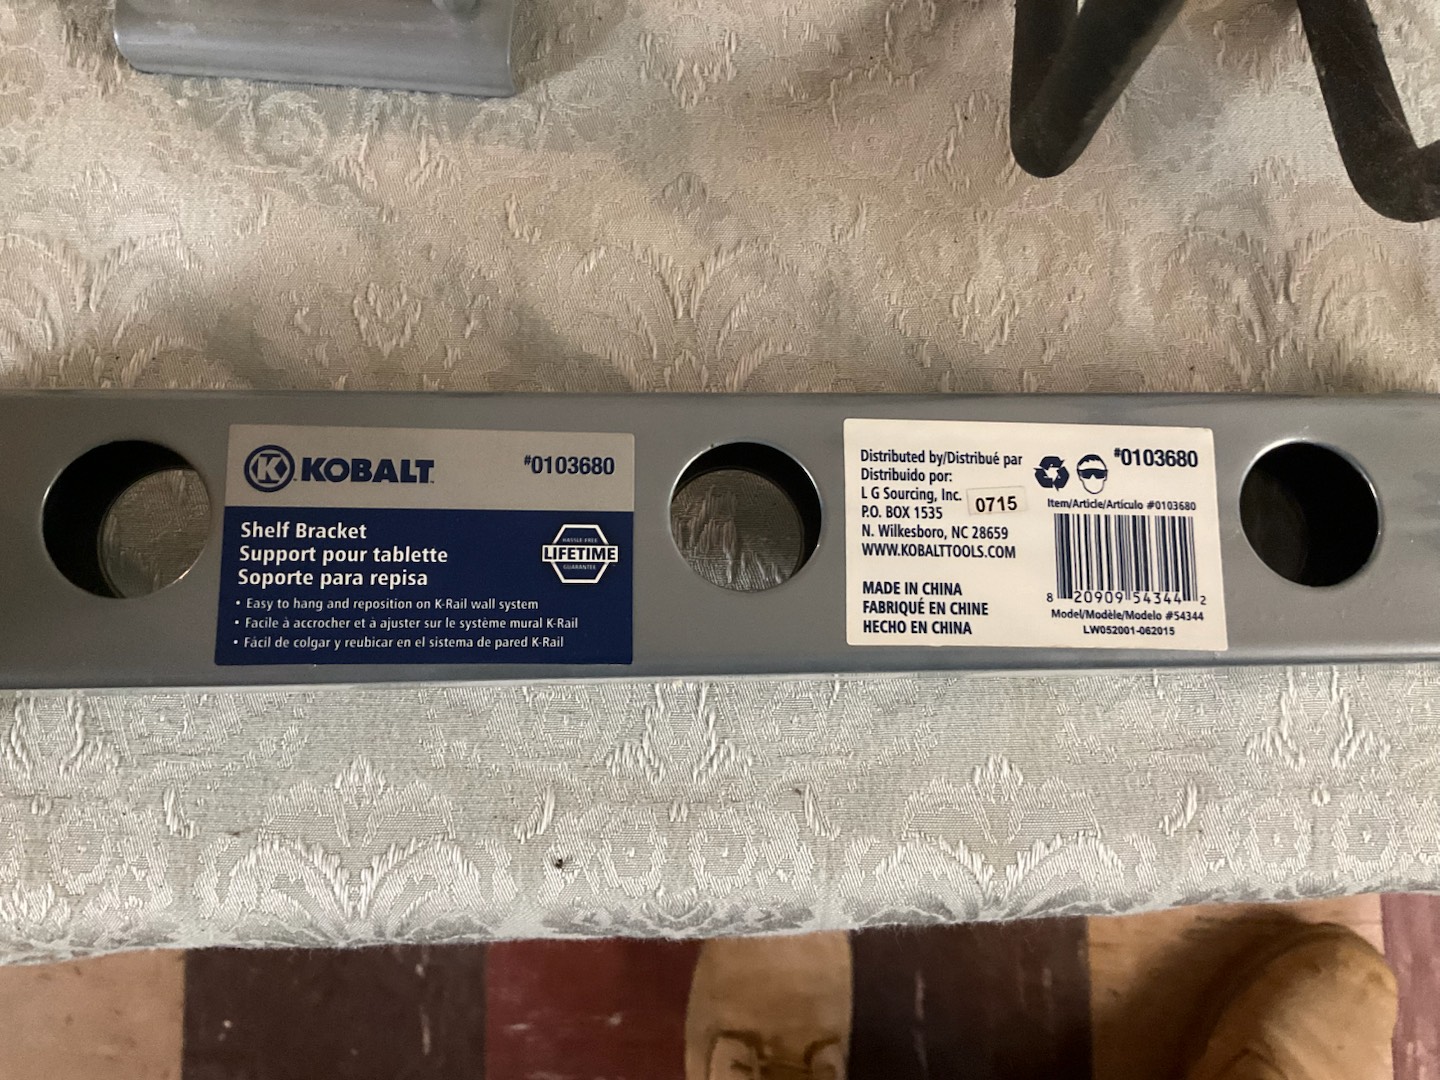 K KOBALT™ #0103680
Shelf Bracket
Support pour tablette
Soporte para repisa
HASSLE-FREE
LIFETIME
GUARANTEE
• Easy to hang and reposition on K-Rail wall system
• Facile à accrocher et à ajuster sur le système mural K-Rail
• Fácil de colgar y reubicar en el sistema de pared K-Rail
Distributed by/Distribué par
Distribuido por:
L G Sourcing, Inc.
P.O. BOX 1535
N. Wilkesboro, NC 28659
WWW.KOBALTTOOLS.COM
0715
MADE IN CHINA
FABRIQUÉ EN CHINE
HECHO EN CHINA
#0103680
Item/Article/Artículo #0103680
8 20909 54344 2
Model/Modèle/Modelo #54344
LW052001-062015